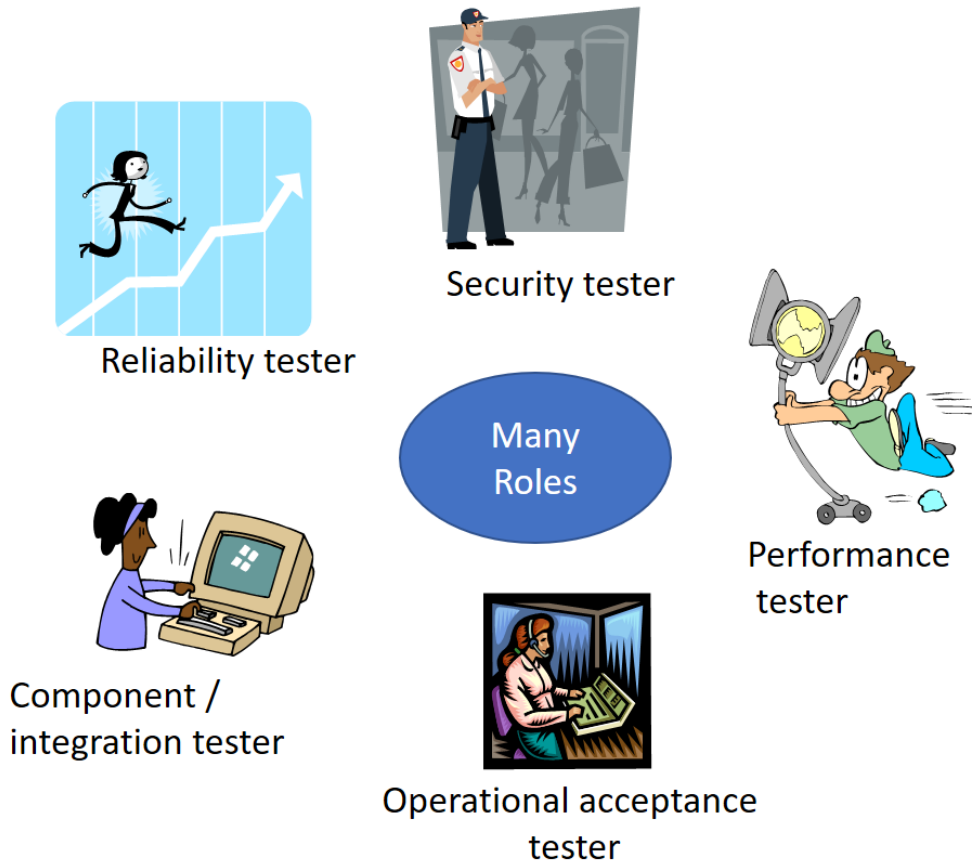 Security tester
Reliability tester
Many
Roles
Performance
tester
Component /
integration tester
Operational acceptance
tester